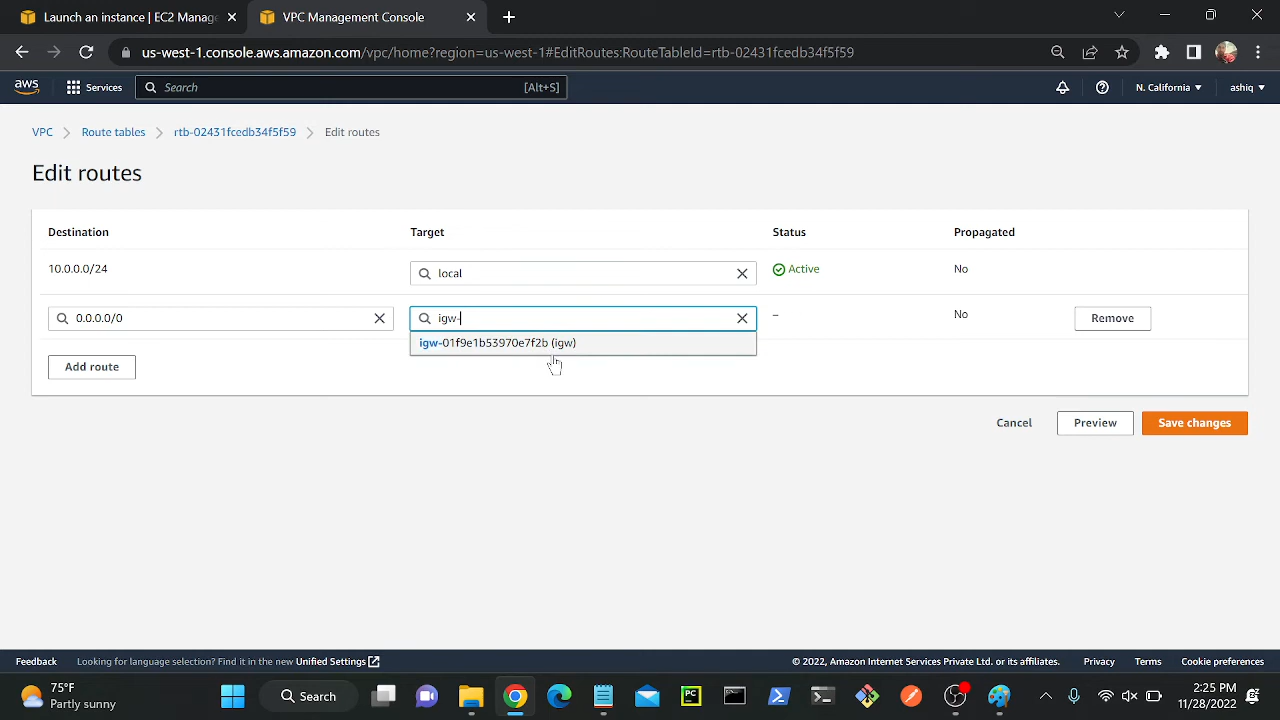 Launch an instance | EC2 Manage
VPC Management Console
us-west-1.console.aws.amazon.com/vpc/home?region=us-west-1#EditRoutes:RouteTableId=rtb-02431fcedb34f5f59
aws
Services
Search
[Alt+S]
N. California
ashiq
VPC
Route tables
rtb-02431fcedb34f5f59
Edit routes
Edit routes
Destination
Target
Status
Propagated
10.0.0.0/24
local
Active
No
0.0.0.0/0
igw-
–
No
Remove
igw-01f9e1b53970e7f2b (igw)
Add route
Cancel
Preview
Save changes
Feedback
Looking for language selection? Find it in the new Unified Settings
© 2022, Amazon Internet Services Private Ltd. or its affiliates.
Privacy
Terms
Cookie preferences
75°F
Partly sunny
Search
PC
2:25 PM
11/28/2022